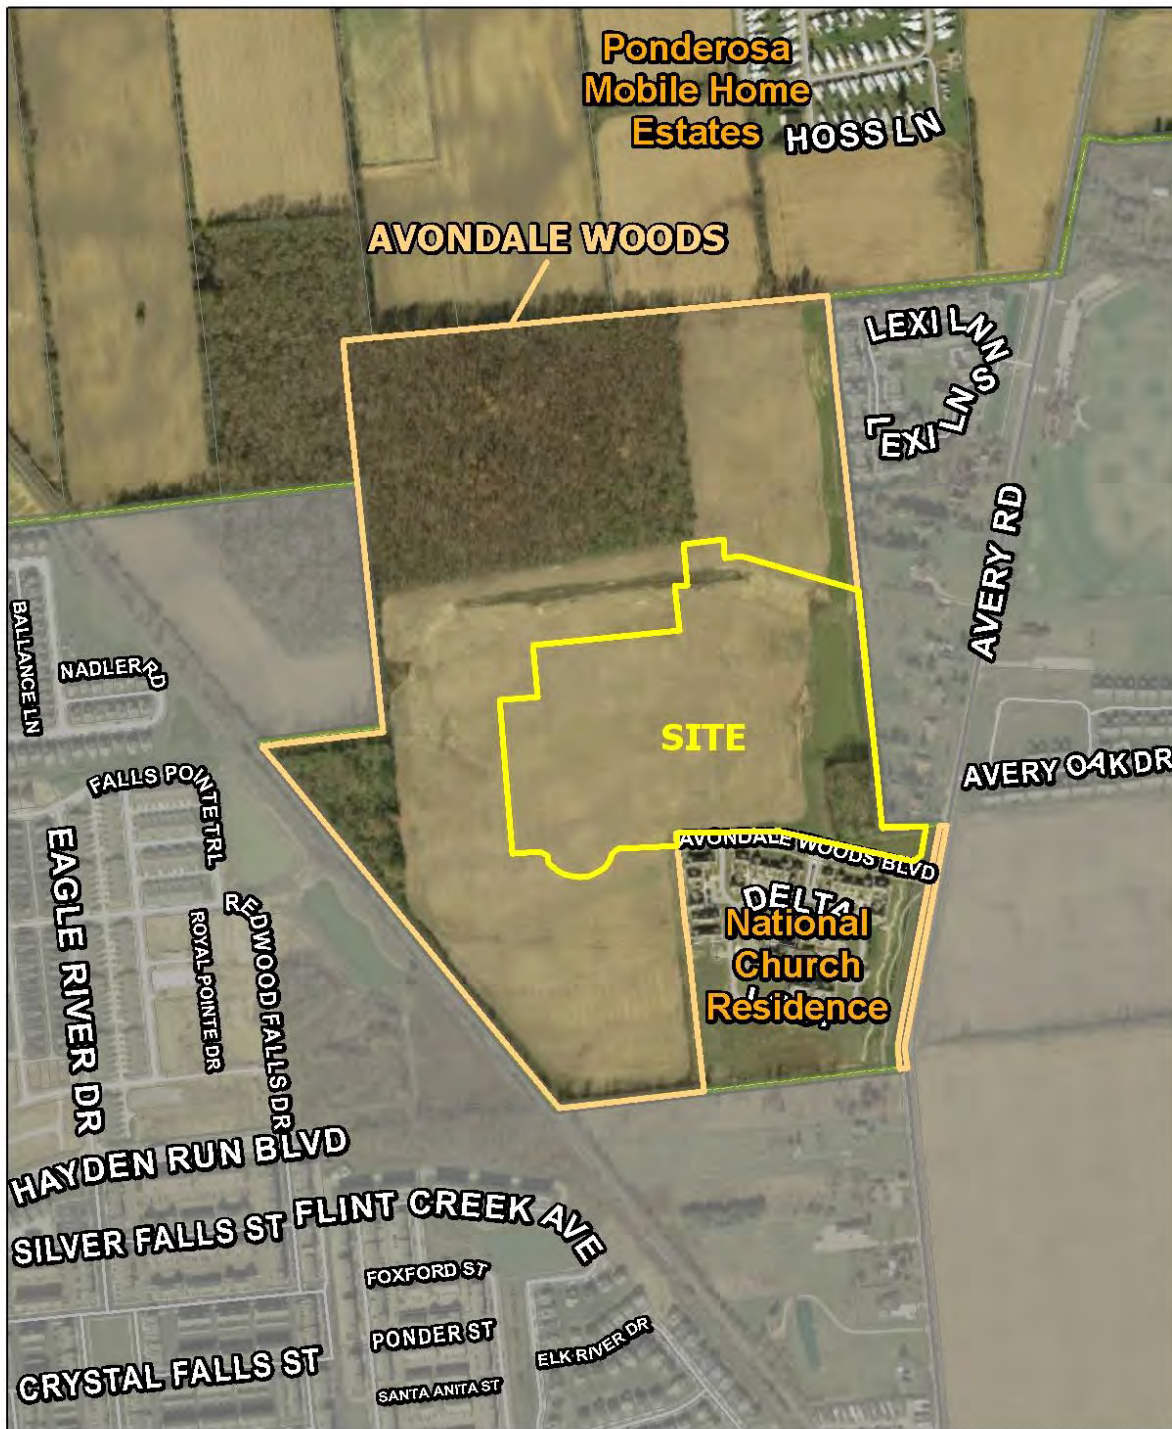 Ponderosa
Mobile Home
Estates
HOSS LN
AVONDALE WOODS
LEXI LN N
LEXI LN S
AVERY RD
BALLANCE LN
NADLER RD
SITE
AVERY OAK DR
FALLS POINTE TRL
EAGLE RIVER DR
AVONDALE WOODS BLVD
DELTA
REDWOOD FALLS DR
ROYAL POINTE DR
National
Church
Residence
HAYDEN RUN BLVD
SILVER FALLS ST
FLINT CREEK AVE
FOXFORD ST
PONDER ST
ELK RIVER DR
CRYSTAL FALLS ST
SANTA ANITA ST